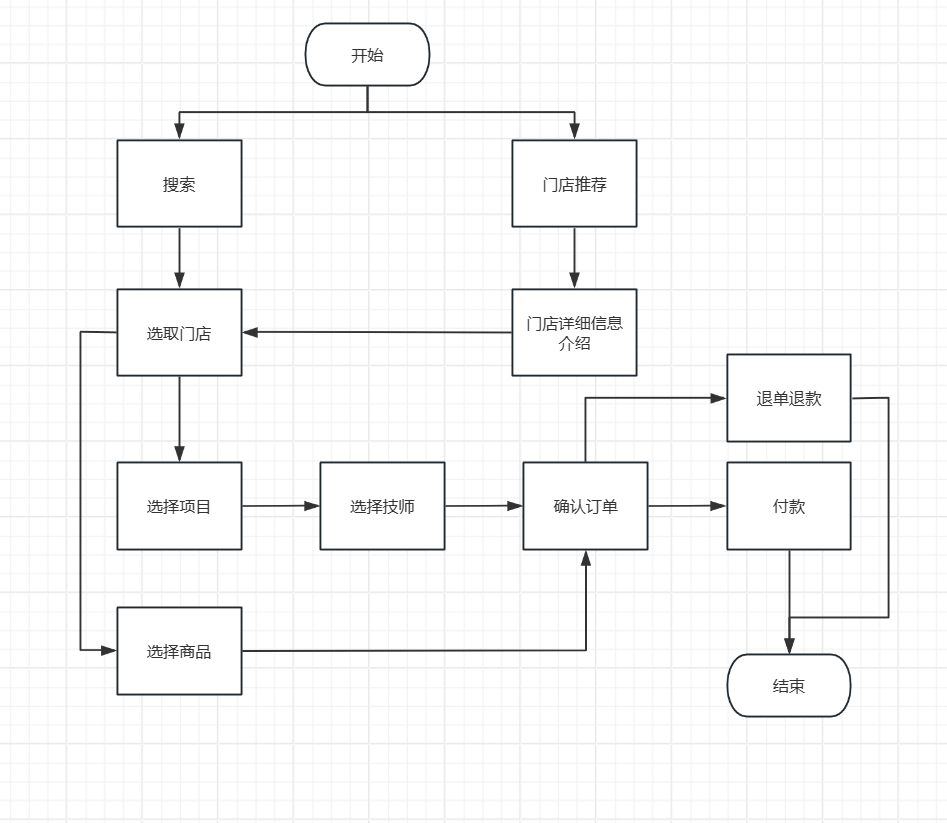 开始
搜索
门店推荐
选取门店
门店详细信息
介绍
退单退款
选择项目
选择技师
确认订单
付款
选择商品
结束